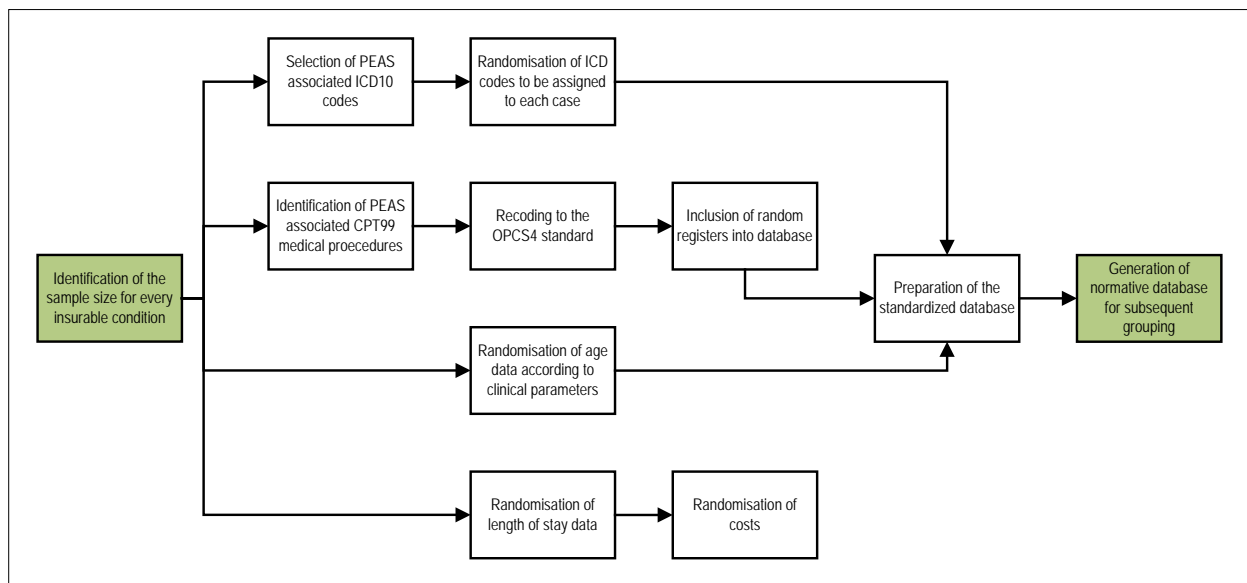 Selection of PEAS
associated ICD10
codes
Randomisation of ICD
codes to be assigned
to each case
Identification of PEAS
associated CPT99
medical proecedures
Recoding to the
OPCS4 standard
Inclusion of random
registers into database
Identification of the
sample size for every
insurable condition
Preparation of the
standardized database
Generation of
normative database
for subsequent
grouping
Randomisation of age
data according to
clinical parameters
Randomisation of
length of stay data
Randomisation of
costs